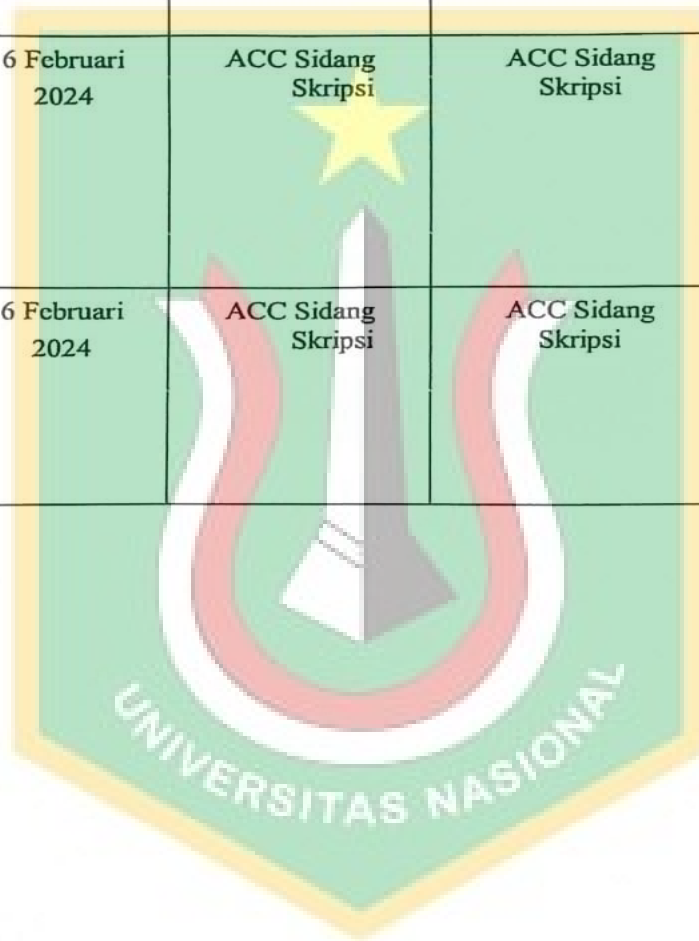 6 Februari
2024
ACC Sidang
Skripsi
ACC Sidang
Skripsi
6 Februari
2024
ACC Sidang
Skripsi
ACC Sidang
Skripsi
UNIVERSITAS NASIONAL